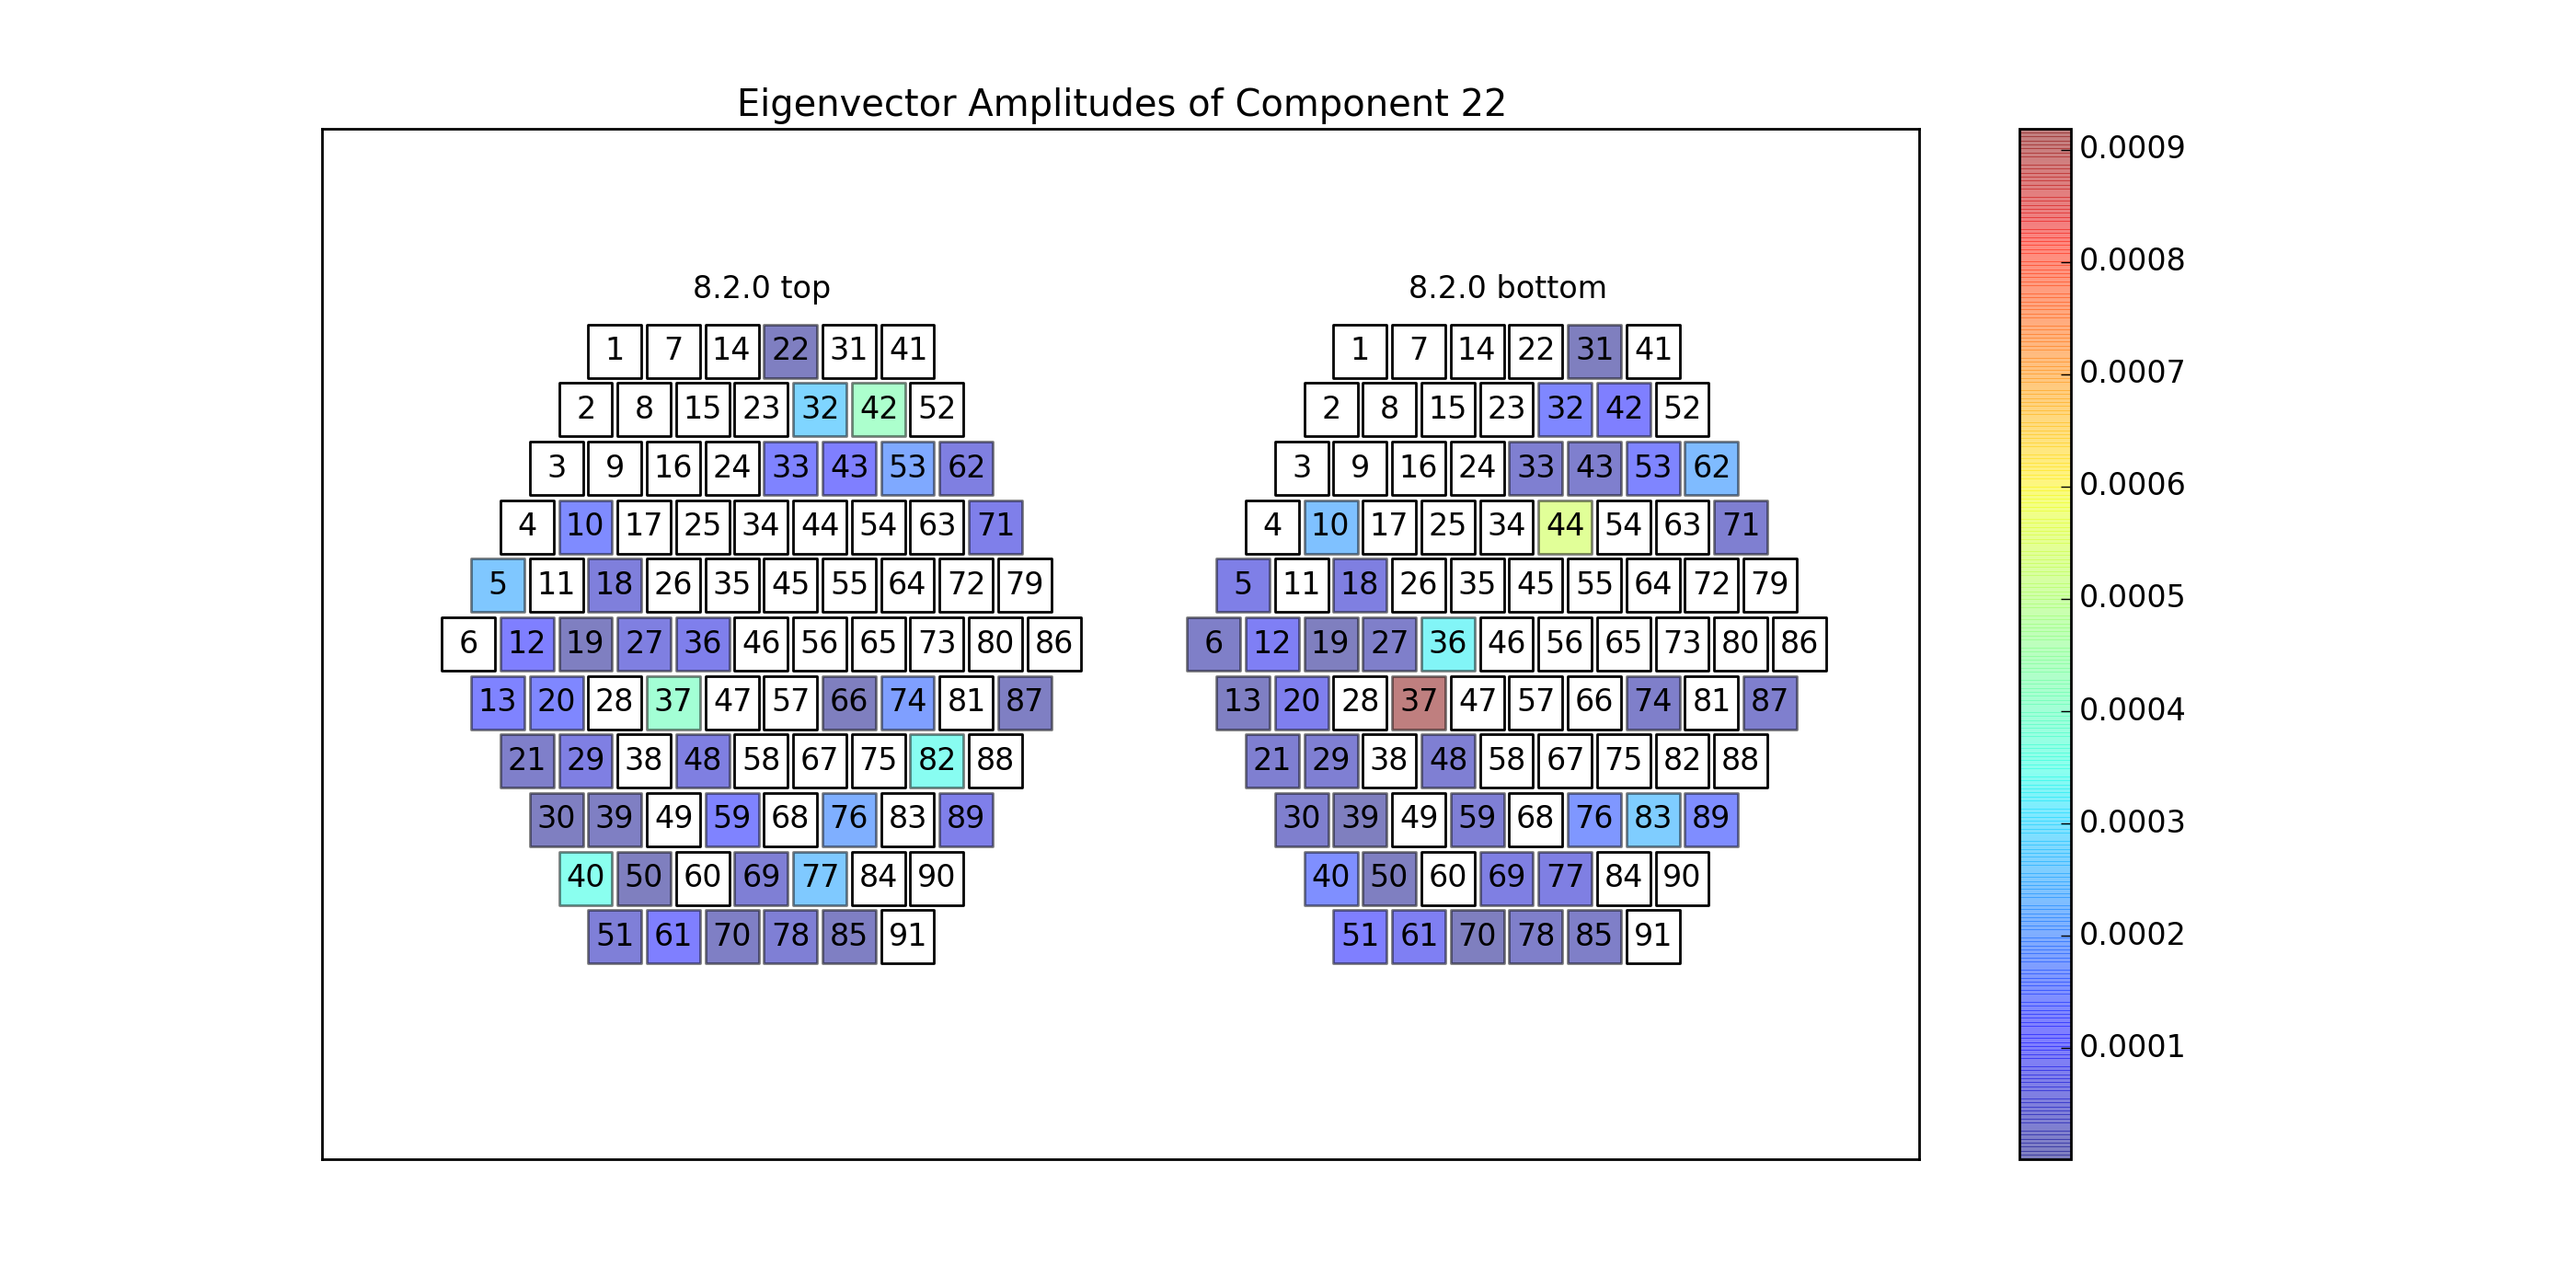 Eigenvector Amplitudes of Component 22
8.2.0 top
1 7 14 22 31 41
2 8 15 23 32 42 52
3 9 16 24 33 43 53 62
4 10 17 25 34 44 54 63 71
5 11 18 26 35 45 55 64 72 79
6 12 19 27 36 46 56 65 73 80 86
13 20 28 37 47 57 66 74 81 87
21 29 38 48 58 67 75 82 88
30 39 49 59 68 76 83 89
40 50 60 69 77 84 90
51 61 70 78 85 91
8.2.0 bottom
1 7 14 22 31 41
2 8 15 23 32 42 52
3 9 16 24 33 43 53 62
4 10 17 25 34 44 54 63 71
5 11 18 26 35 45 55 64 72 79
6 12 19 27 36 46 56 65 73 80 86
13 20 28 37 47 57 66 74 81 87
21 29 38 48 58 67 75 82 88
30 39 49 59 68 76 83 89
40 50 60 69 77 84 90
51 61 70 78 85 91
0.0009
0.0008
0.0007
0.0006
0.0005
0.0004
0.0003
0.0002
0.0001